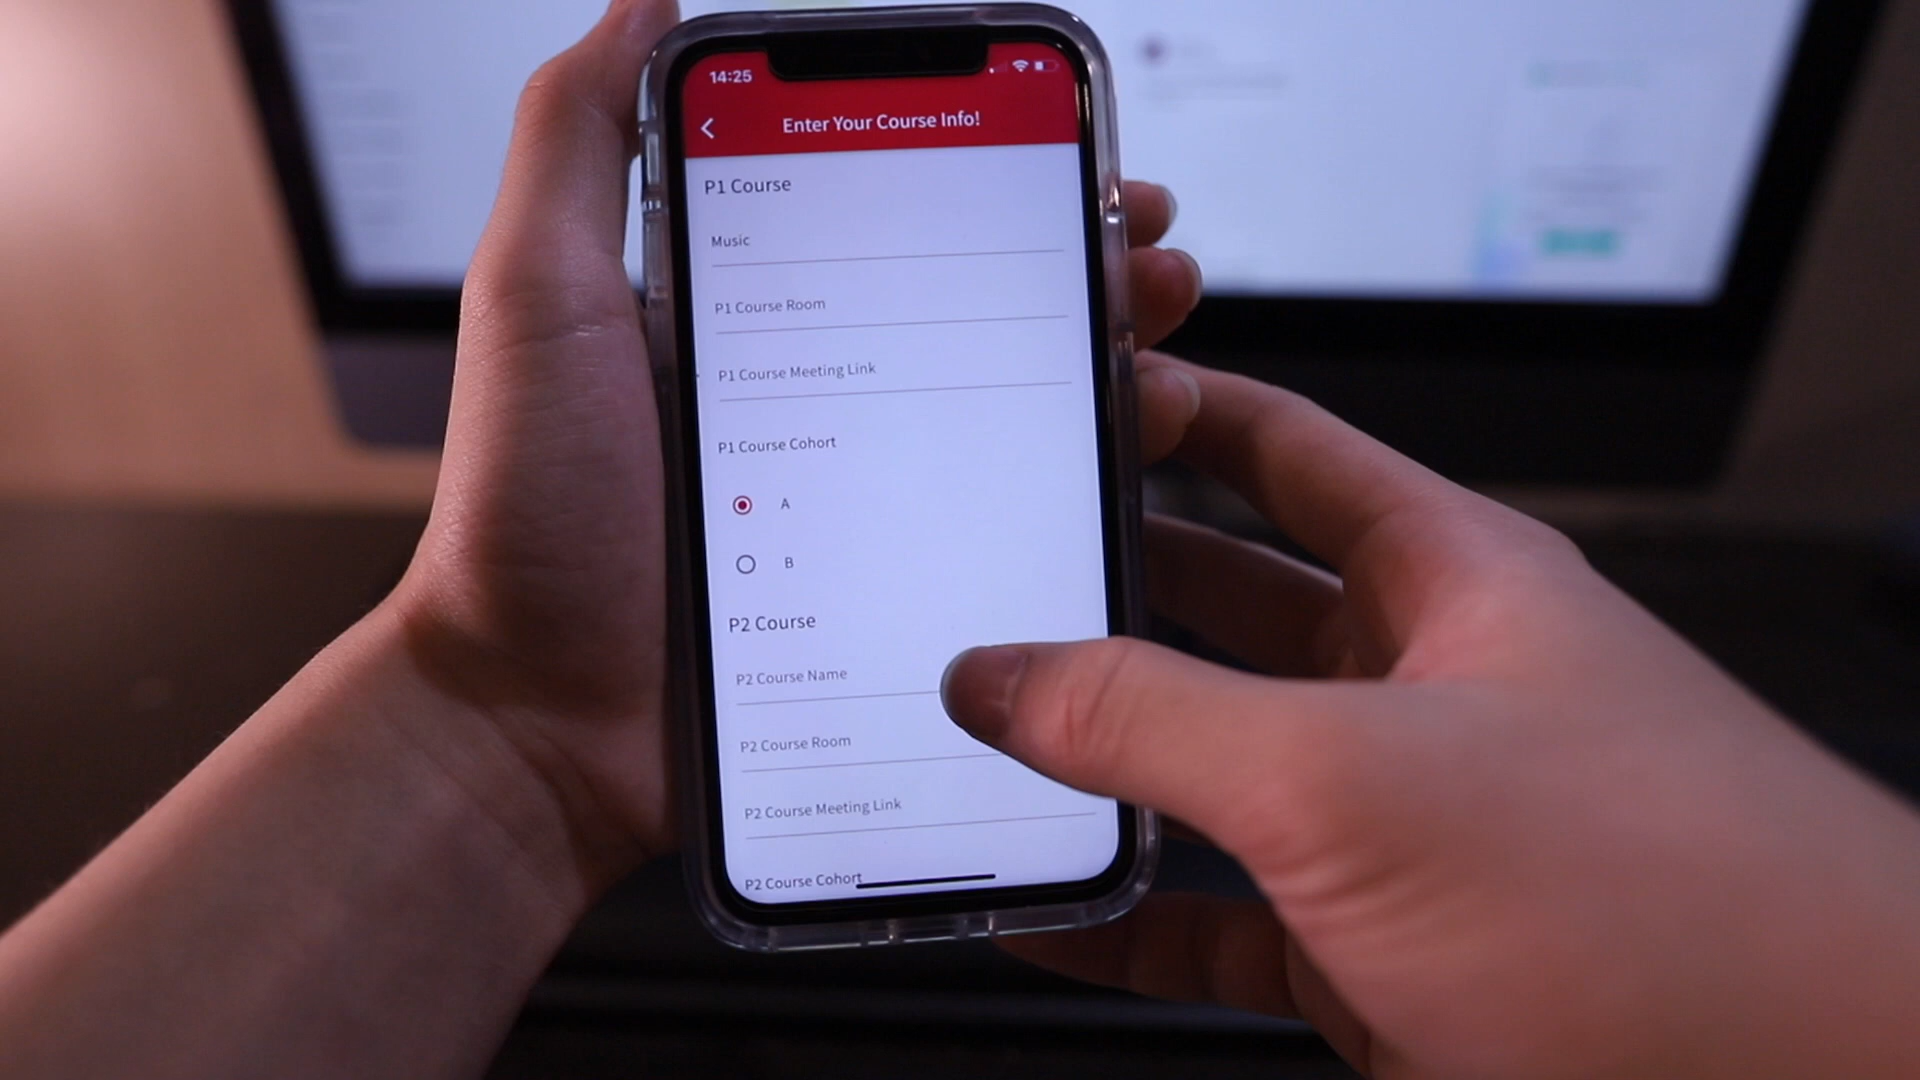 14:25
Enter Your Course Info!
P1 Course
Music
P1 Course Room
P1 Course Meeting Link
P1 Course Cohort
A
B
P2 Course
P2 Course Name
P2 Course Room
P2 Course Meeting Link
P2 Course Cohort